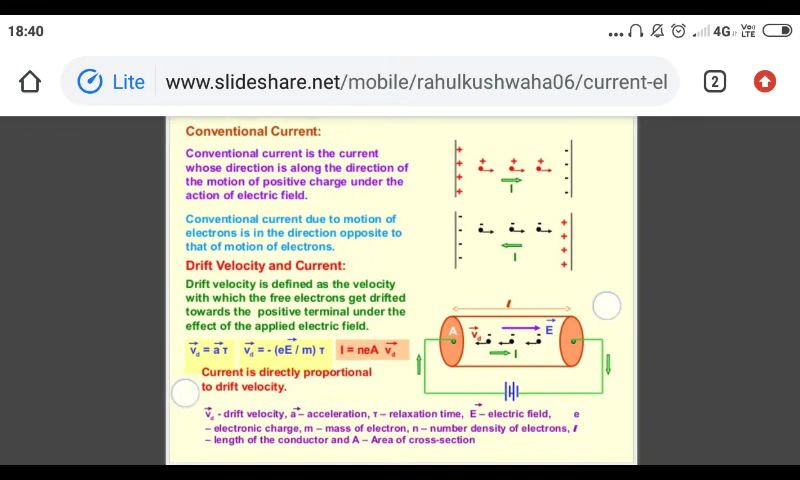 18:40
Voı) LTE
4G
Lite www.slideshare.net/mobile/rahulkushwaha06/current-el
2
Conventional Current:
Conventional current is the current
whose direction is along the direction of
the motion of positive charge under the
action of electric field.
+ + + +
+ + +
I
- - - -
Conventional current due to motion of
electrons is in the direction opposite to
that of motion of electrons.
- - - -
- - -
I
+ + + +
Drift Velocity and Current:
Drift velocity is defined as the velocity
with which the free electrons get drifted
towards the positive terminal under the
effect of the applied electric field.
v⃗d = a⃗ τ v⃗d = - (eE⃗ / m) τ I = neA v⃗d
Current is directly proportional
to drift velocity.
l
A v⃗d E⃗
- - -
I
v⃗d - drift velocity, a⃗ – acceleration, τ – relaxation time, E⃗ – electric field, e
– electronic charge, m – mass of electron, n – number density of electrons, l
– length of the conductor and A – Area of cross-section